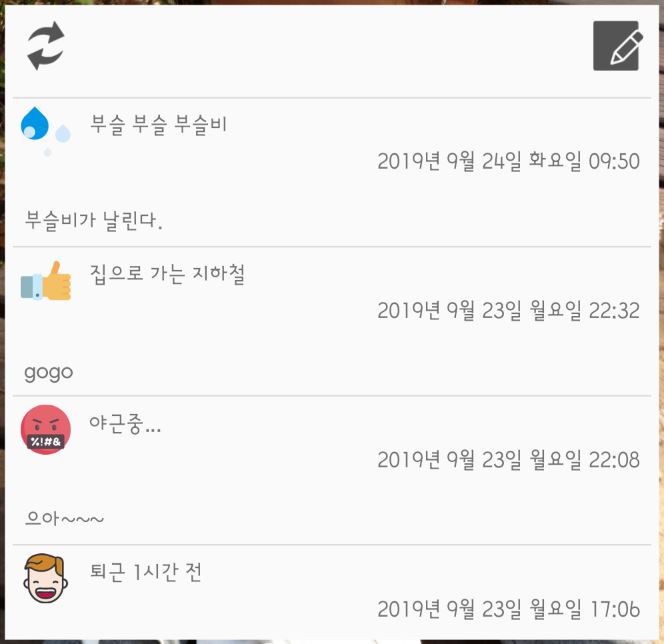 부슬 부슬 부슬비
2019년 9월 24일 화요일 09:50
부슬비가 날린다.
집으로 가는 지하철
2019년 9월 23일 월요일 22:32
gogo
%!#&
야근중...
2019년 9월 23일 월요일 22:08
으아~~~
퇴근 1시간 전
2019년 9월 23일 월요일 17:06